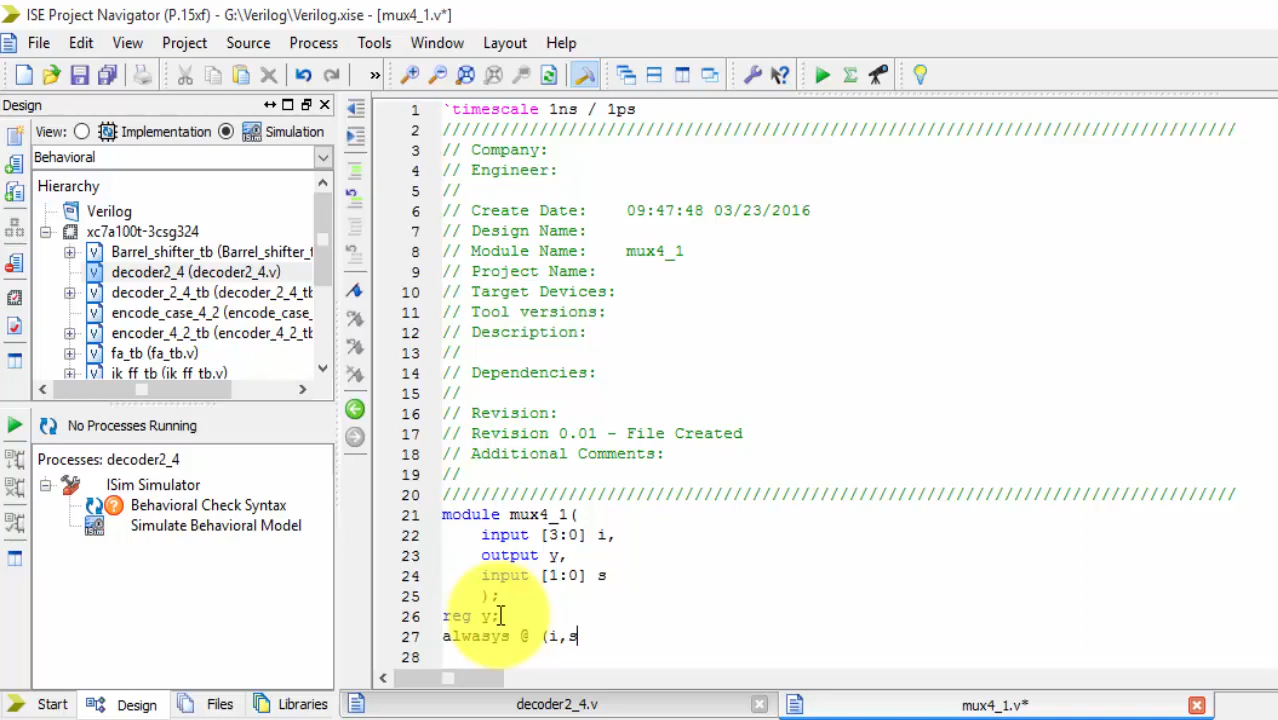 ISE Project Navigator (P.15xf) - G:\Verilog\Verilog.xise - [mux4_1.v*]
File Edit View Project Source Process Tools Window Layout Help
»
Design
View: Implementation Simulation
Behavioral
Hierarchy
Verilog
xc7a100t-3csg324
Barrel_shifter_tb (Barrel_shifter_t
decoder2_4 (decoder2_4.v)
decoder_2_4_tb (decoder_2_4_tb
encode_case_4_2 (encode_case_
encoder_4_2_tb (encoder_4_2_tb
fa_tb (fa_tb.v)
jk_ff_tb (jk_ff_tb.v)
No Processes Running
Processes: decoder2_4
ISim Simulator
Behavioral Check Syntax
Simulate Behavioral Model
Start Design Files Libraries
1 `timescale 1ns / 1ps
2 //////////////////////////////////////////////////////////////////////////////////
3 // Company:
4 // Engineer:
5 //
6 // Create Date:    09:47:48 03/23/2016
7 // Design Name:
8 // Module Name:    mux4_1
9 // Project Name:
10 // Target Devices:
11 // Tool versions:
12 // Description:
13 //
14 // Dependencies:
15 //
16 // Revision:
17 // Revision 0.01 - File Created
18 // Additional Comments:
19 //
20 //////////////////////////////////////////////////////////////////////////////////
21 module mux4_1(
22     input [3:0] i,
23     output y,
24     input [1:0] s
25     );
26 reg y;
27 alwasys @ (i,s
28
decoder2_4.v
mux4_1.v*